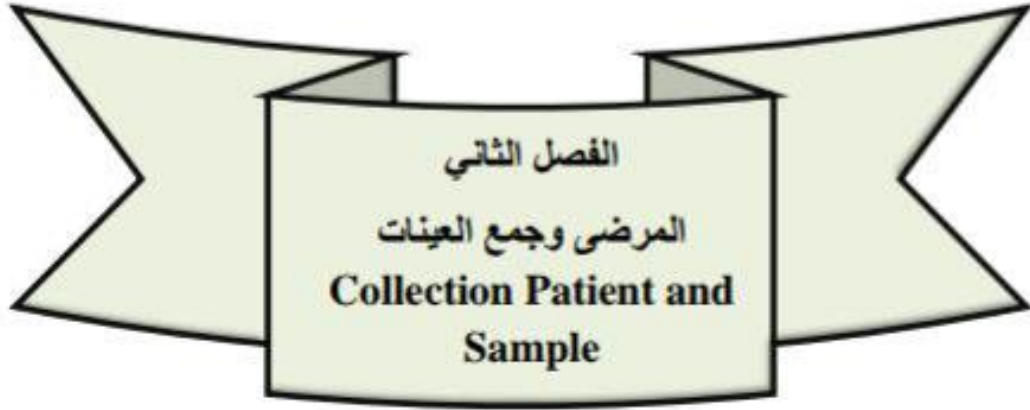 الفصل الثاني
المرضى وجمع العينات
Collection Patient and
Sample